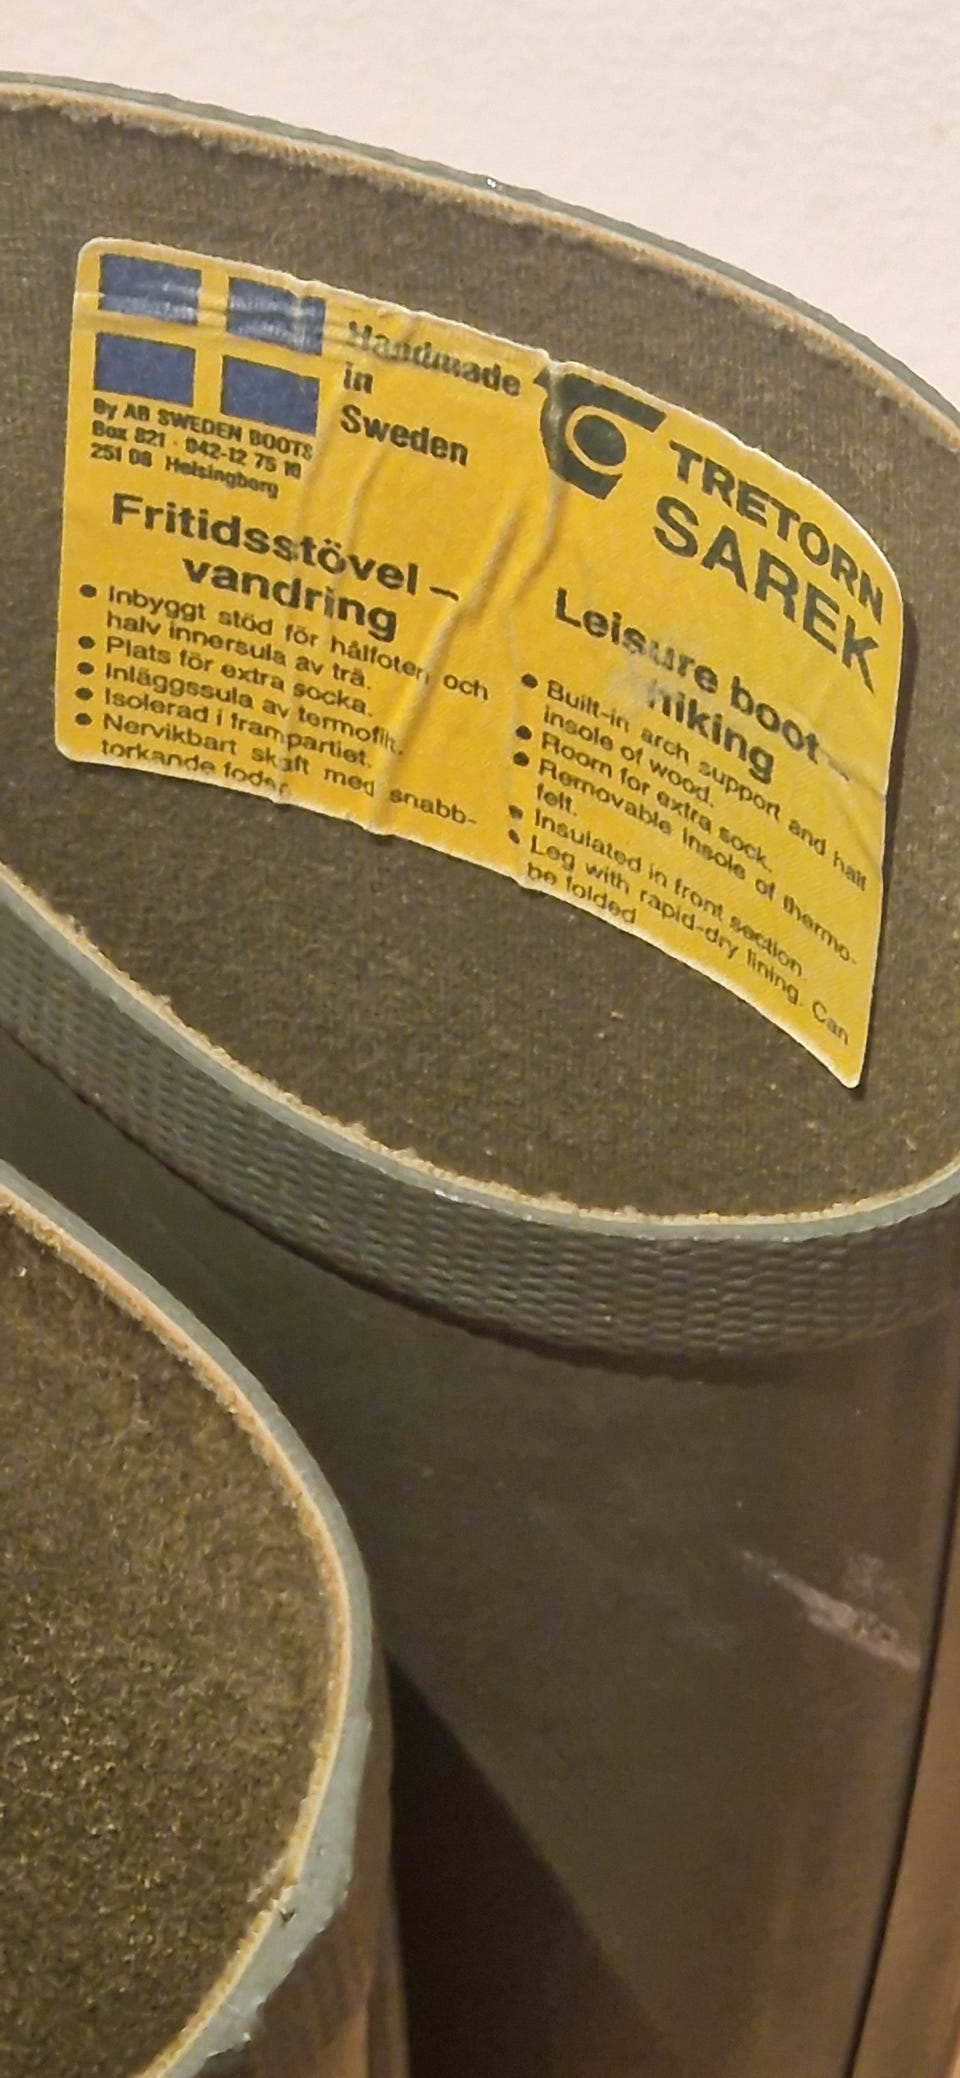 Handmade
in
Sweden
By AB SWEDEN BOOTS
Box 821 · 042-12 75 10
251 08 Helsingborg
Fritidsstövel –
vandring
● Inbyggt stöd för hålfoten och
halv innersula av trä.
● Plats för extra socka.
● Inläggssula av termofilt.
● Isolerad i frampartiet.
● Nervikbart skaft med snabb-
torkande foder.
TRETORN
SAREK
Leisure boot –
hiking
● Built-in arch support and half
insole of wood.
● Room for extra sock.
● Removable insole of thermo-
felt.
● Insulated in front section.
● Leg with rapid-dry lining. Can
be folded